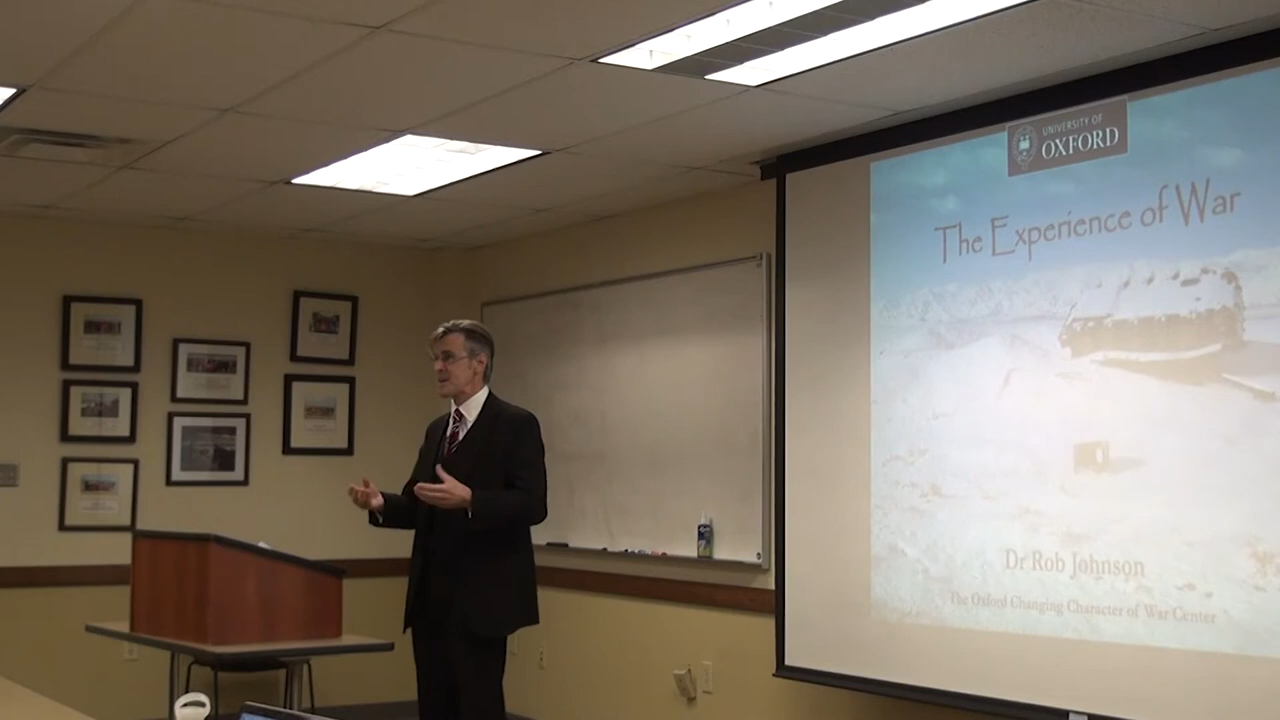 UNIVERSITY OF
OXFORD
The Experience of War
Dr Rob Johnson
The Oxford Changing Character of War Center